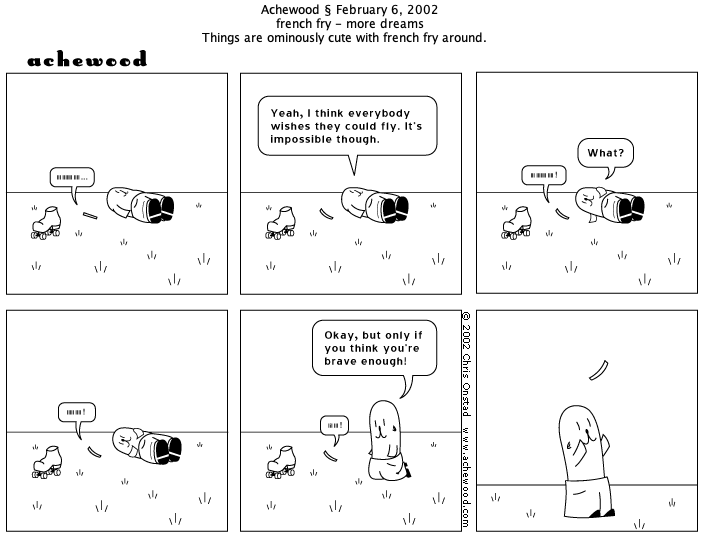 Achewood § February 6, 2002
french fry - more dreams
Things are ominously cute with french fry around.
achewood
Yeah, I think everybody
wishes they could fly. It's
impossible though.
What?
Okay, but only if
you think you're
brave enough!
© 2002 Chris Onstad www.achewood.com